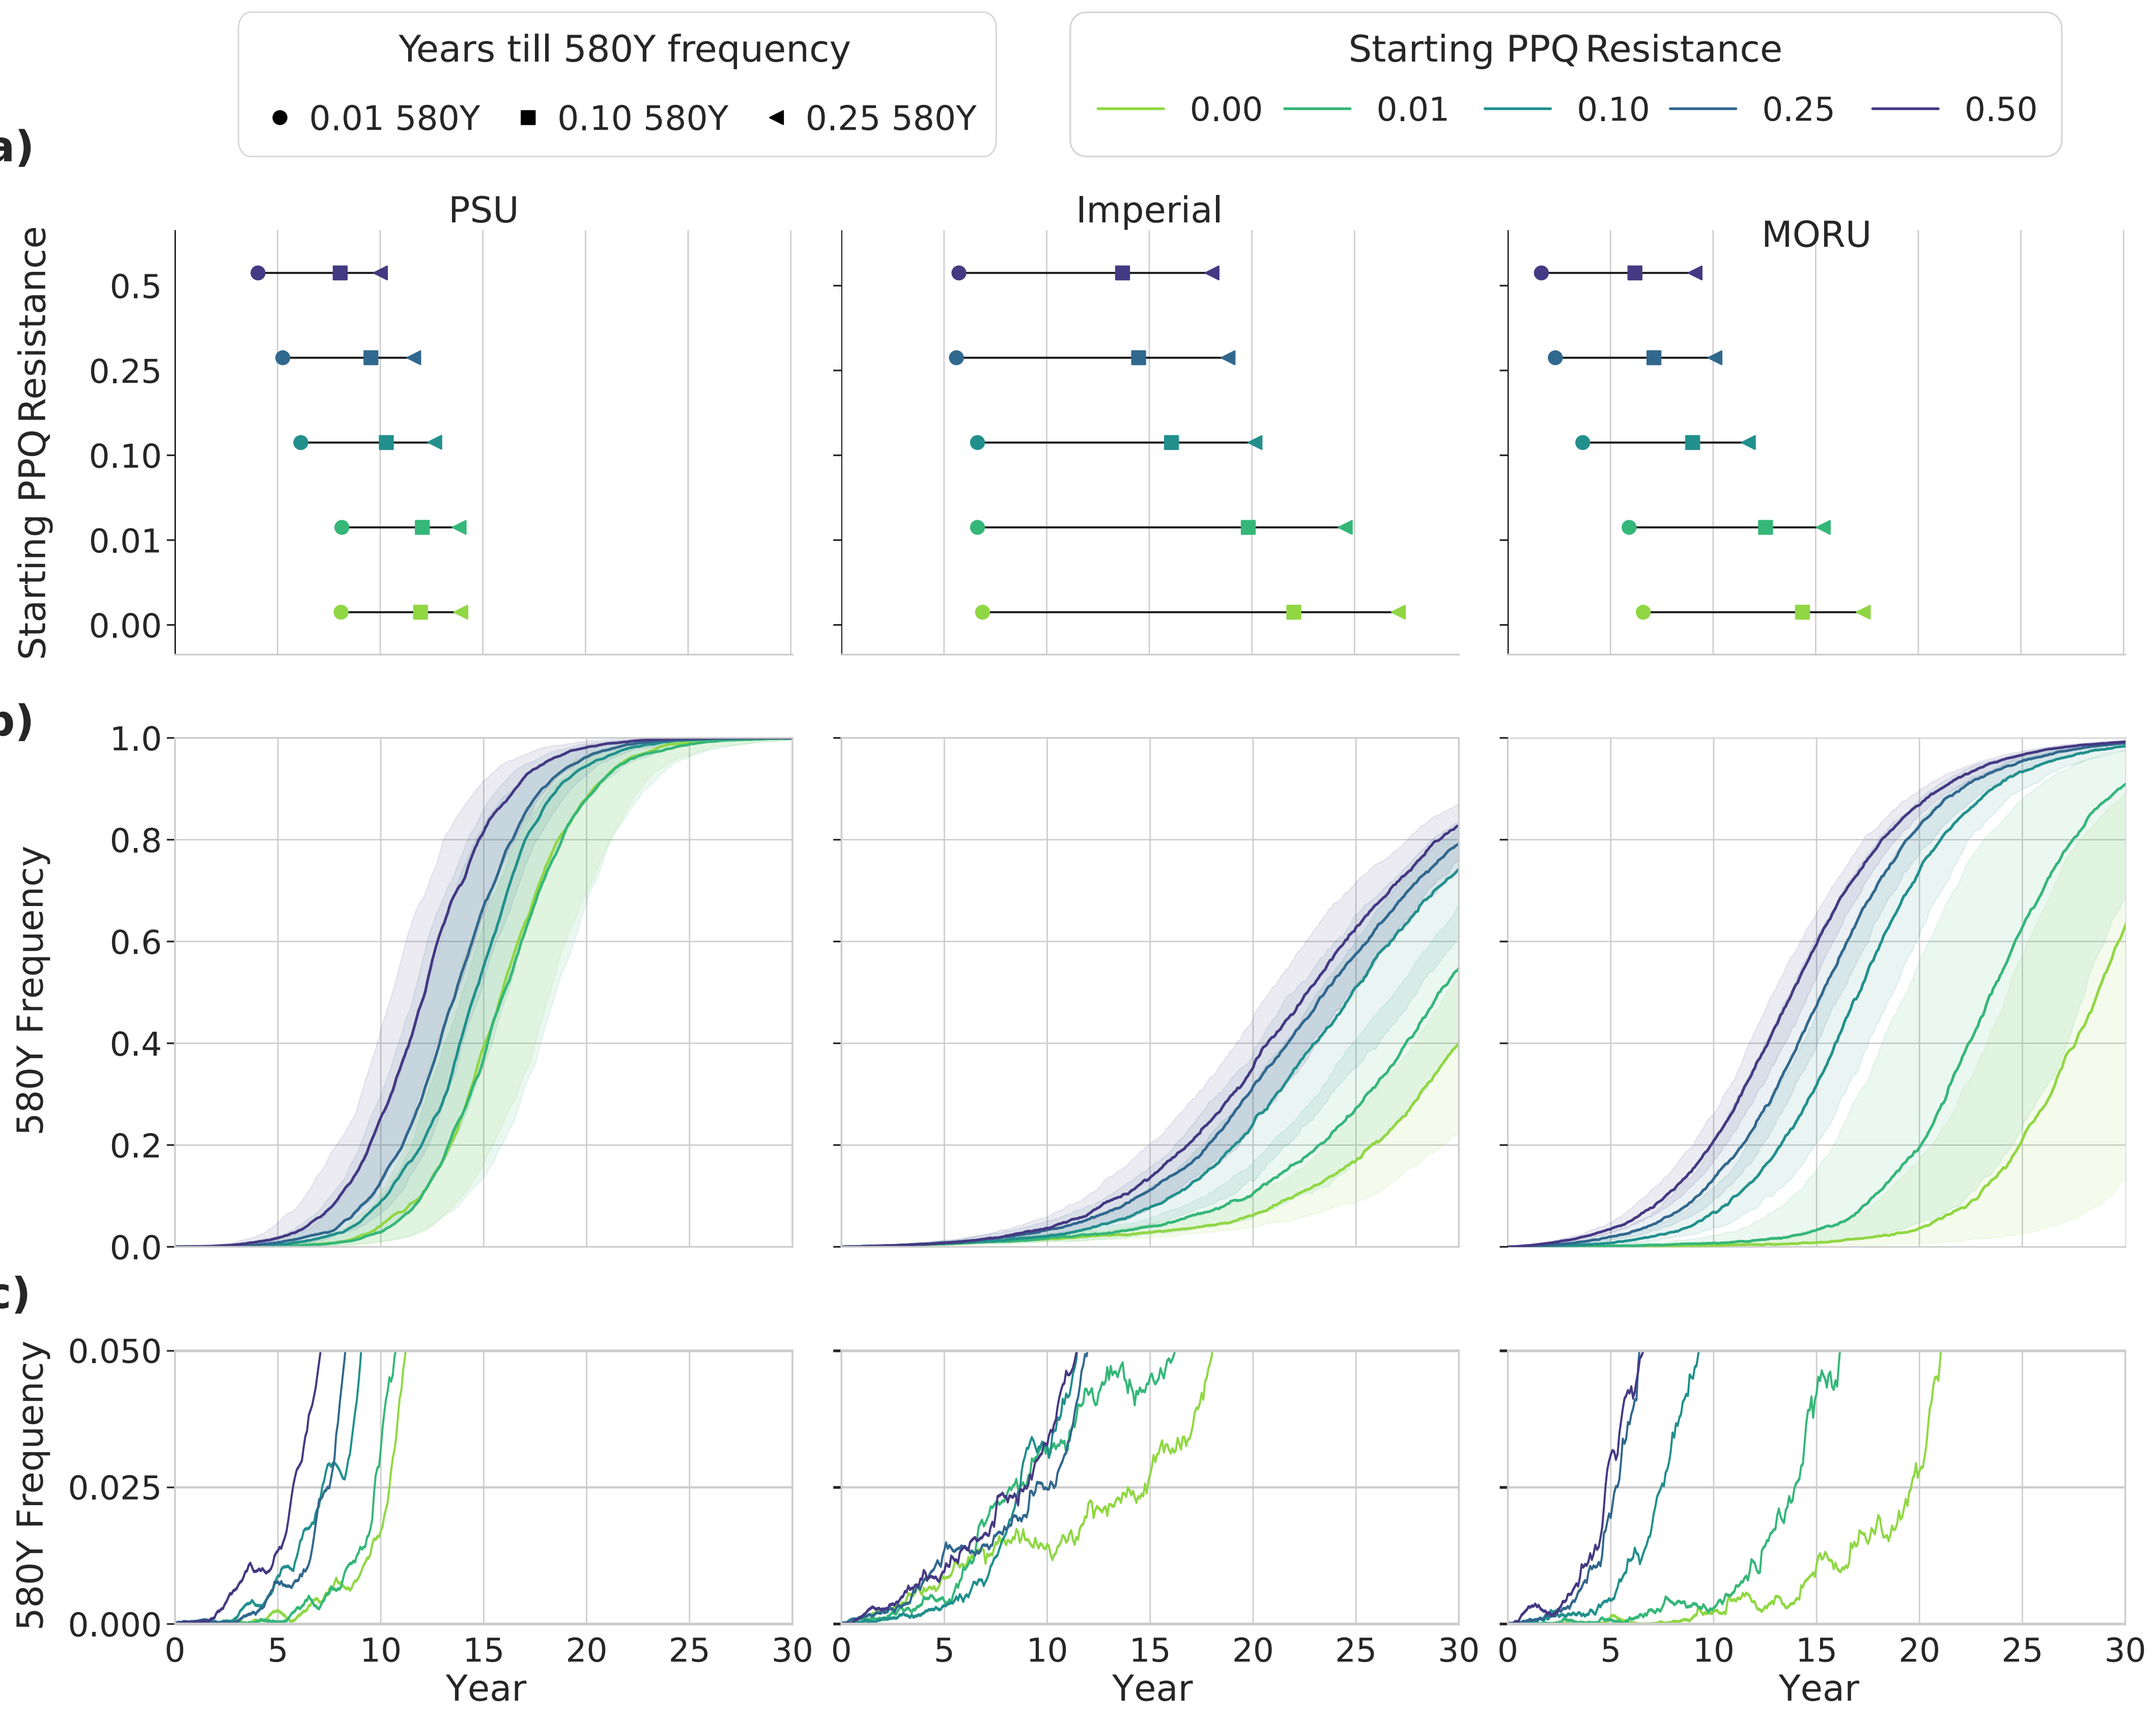 Years till 580Y frequency
0.01 580Y 0.10 580Y 0.25 580Y
Starting PPQ Resistance
0.00 0.01 0.10 0.25 0.50
a)
PSU Imperial MORU
Starting PPQ Resistance
0.5
0.25
0.10
0.01
0.00
b)
580Y Frequency
1.0
0.8
0.6
0.4
0.2
0.0
c)
580Y Frequency
0.050
0.025
0.000
0 5 10 15 20 25 30 0 5 10 15 20 25 30 0 5 10 15 20 25 30
Year Year Year